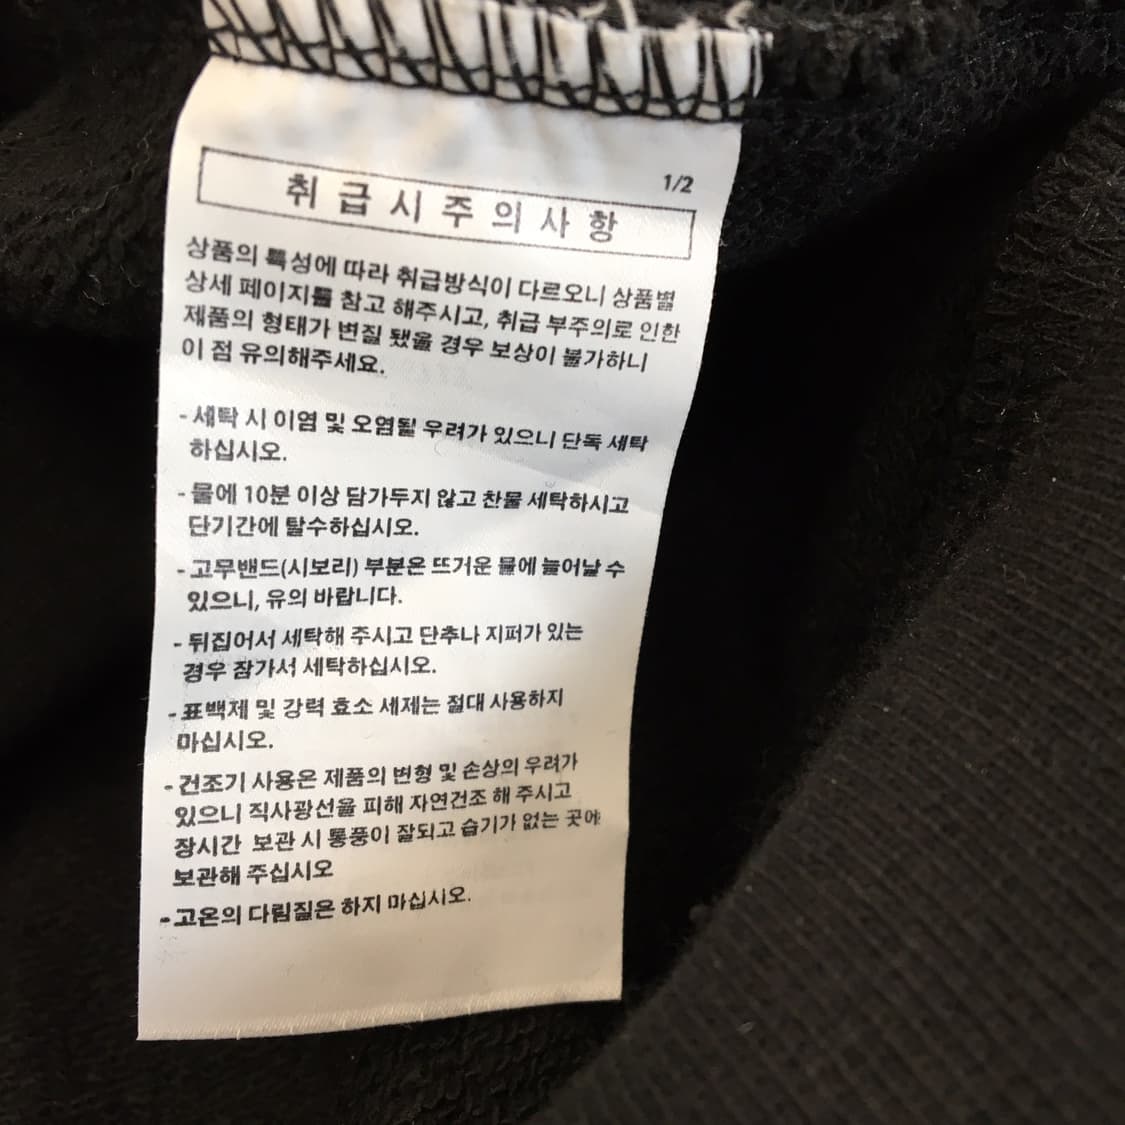 1/2
취급시주의사항
상품의 특성에 따라 취급방식이 다르오니 상품별
상세 페이지를 참고 해주시고, 취급 부주의로 인한
제품의 형태가 변질 됐을 경우 보상이 불가하니
이 점 유의해주세요.
- 세탁 시 이염 및 오염될 우려가 있으니 단독 세탁
하십시오.
- 물에 10분 이상 담가두지 않고 찬물 세탁하시고
단기간에 탈수하십시오.
- 고무밴드(시보리) 부분은 뜨거운 물에 늘어날 수
있으니, 유의 바랍니다.
- 뒤집어서 세탁해 주시고 단추나 지퍼가 있는
경우 잠가서 세탁하십시오.
- 표백제 및 강력 효소 세제는 절대 사용하지
마십시오.
- 건조기 사용은 제품의 변형 및 손상의 우려가
있으니 직사광선을 피해 자연건조 해 주시고
장시간 보관 시 통풍이 잘되고 습기가 없는 곳에
보관해 주십시오
- 고온의 다림질은 하지 마십시오.